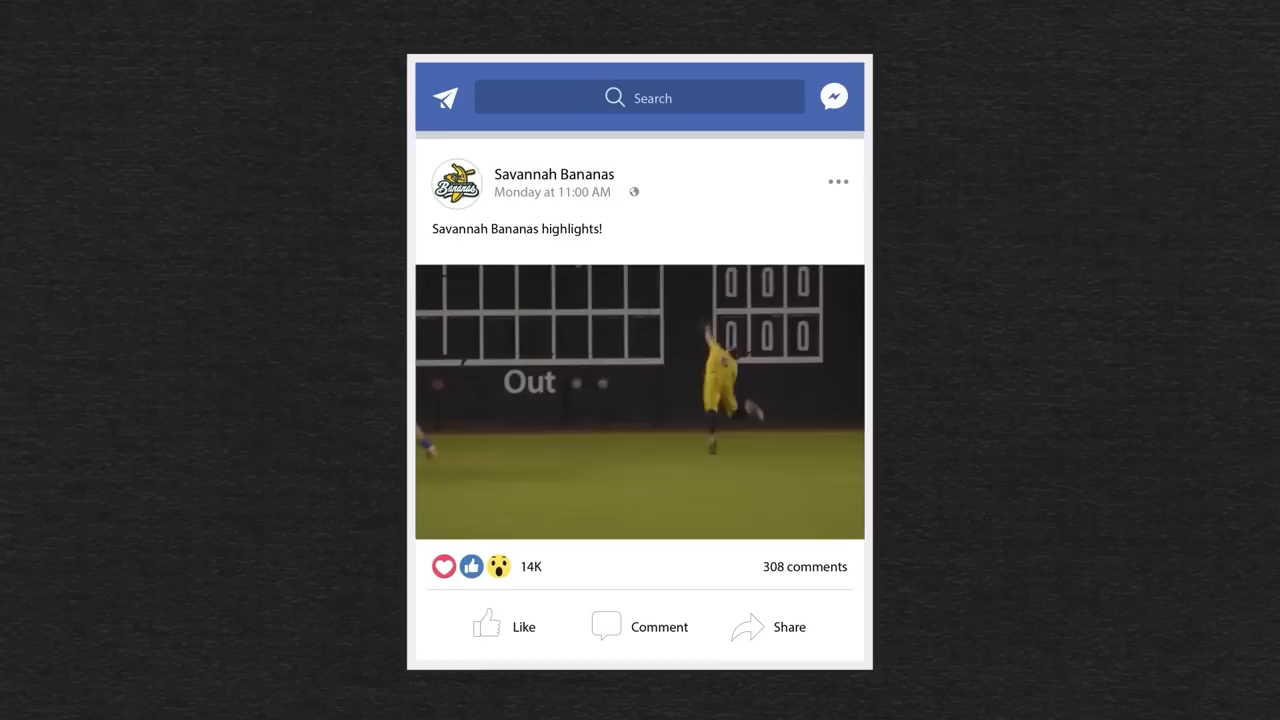 Search
Savannah Bananas
Monday at 11:00 AM
Savannah Bananas highlights!
Bananas
0 0 0
0 0 0
Out
14K
308 comments
Like
Comment
Share